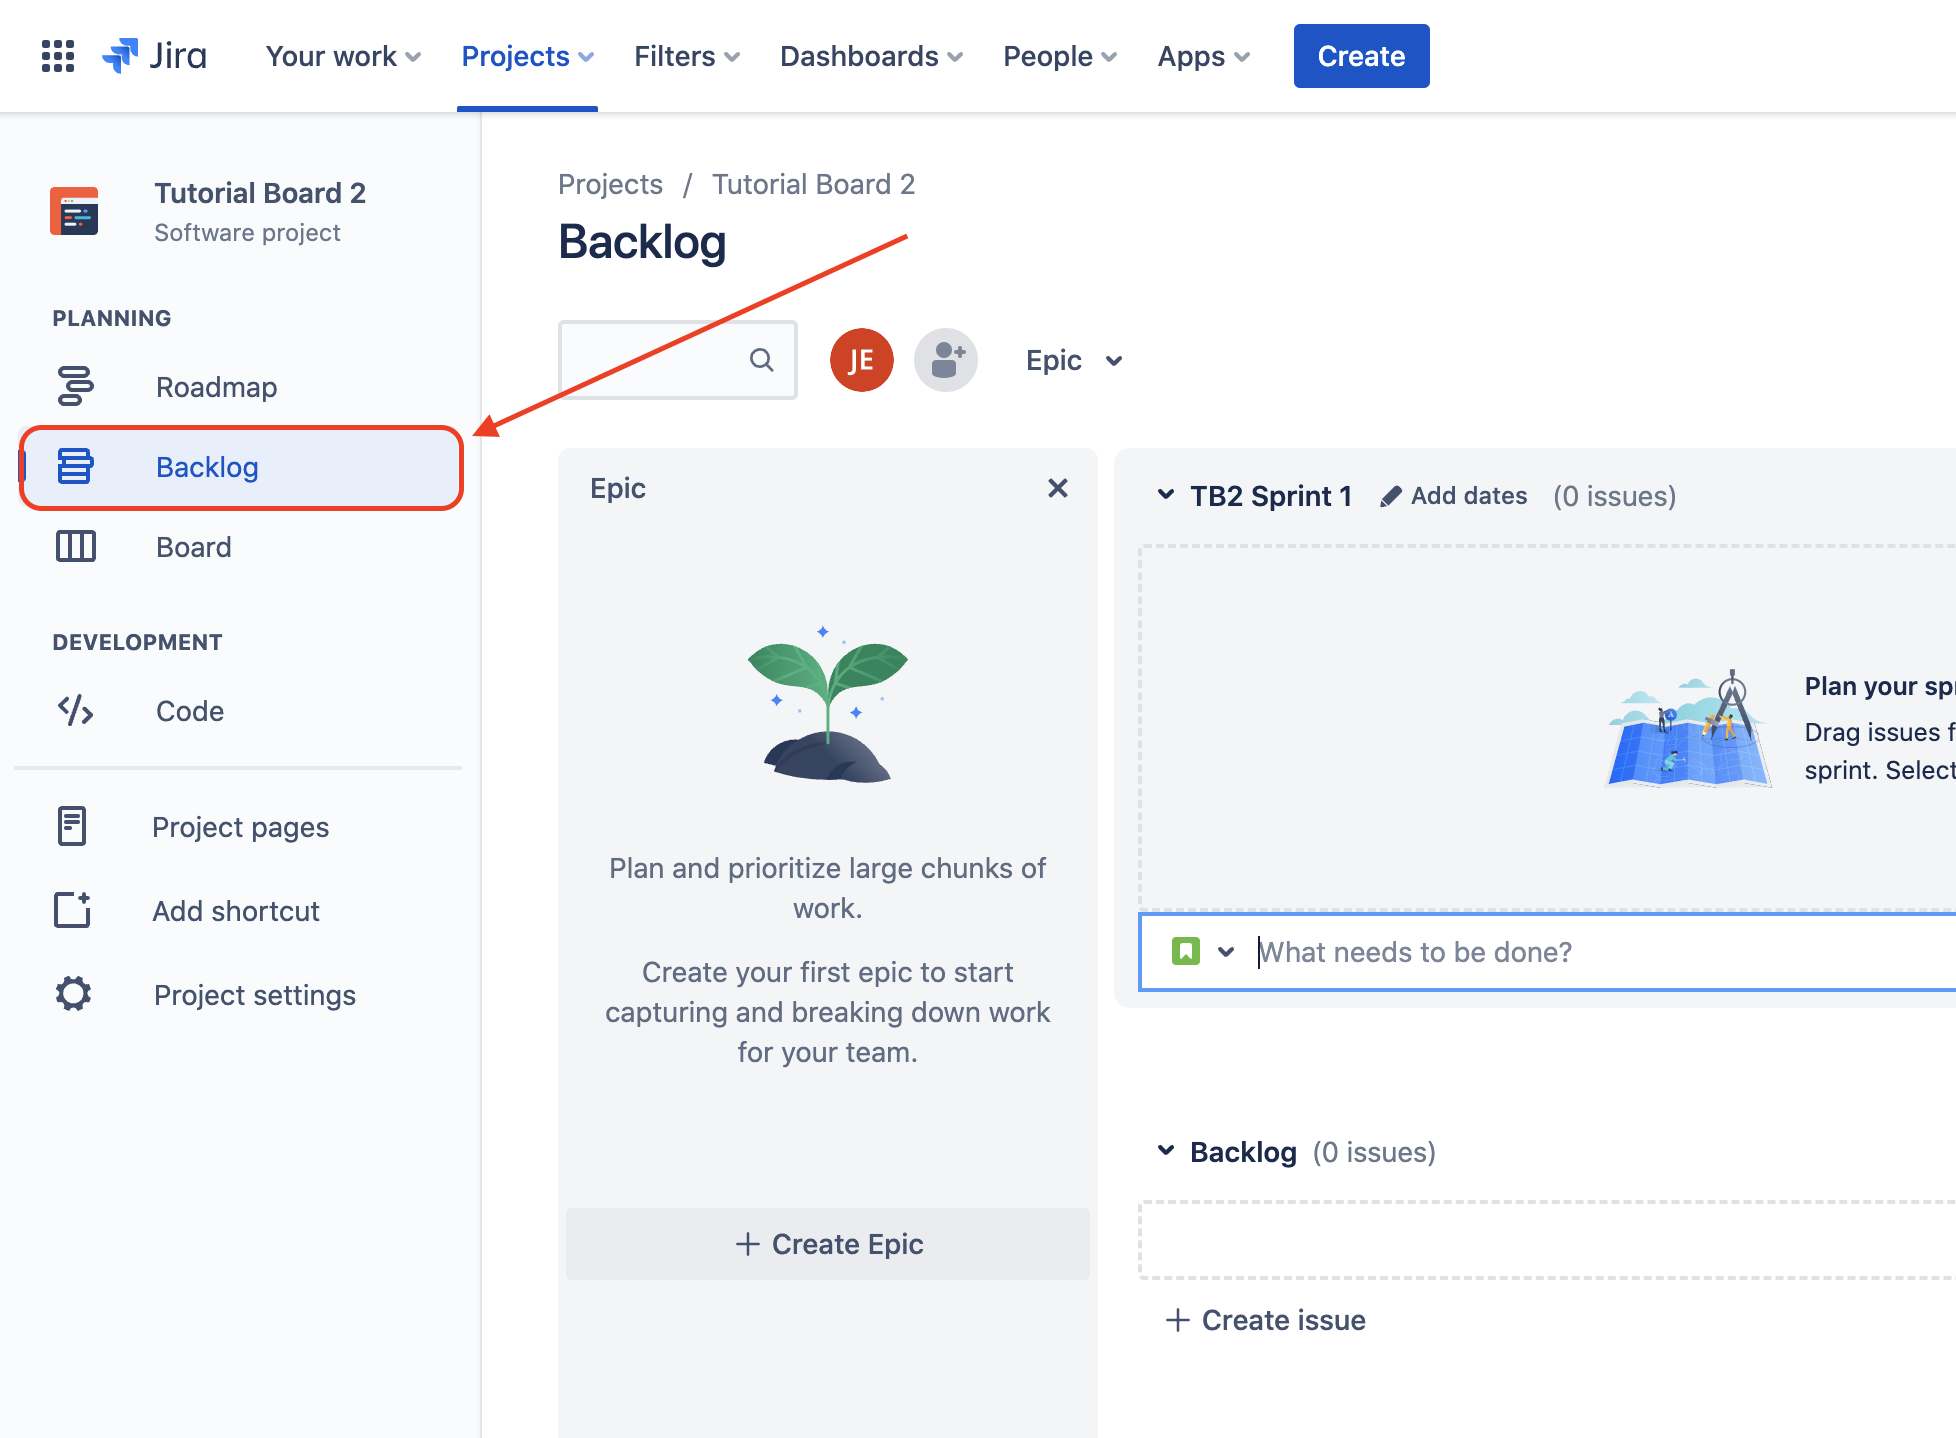 Jira Your work Projects Filters Dashboards People Apps Create
Tutorial Board 2
Software project
PLANNING
Roadmap
Backlog
Board
DEVELOPMENT
Code
Project pages
Add shortcut
Project settings
Projects / Tutorial Board 2
Backlog
JE Epic
Epic
Plan and prioritize large chunks of
work.
Create your first epic to start
capturing and breaking down work
for your team.
+ Create Epic
TB2 Sprint 1 Add dates (0 issues)
Plan your spr
Drag issues f
sprint. Select
What needs to be done?
Backlog (0 issues)
+ Create issue